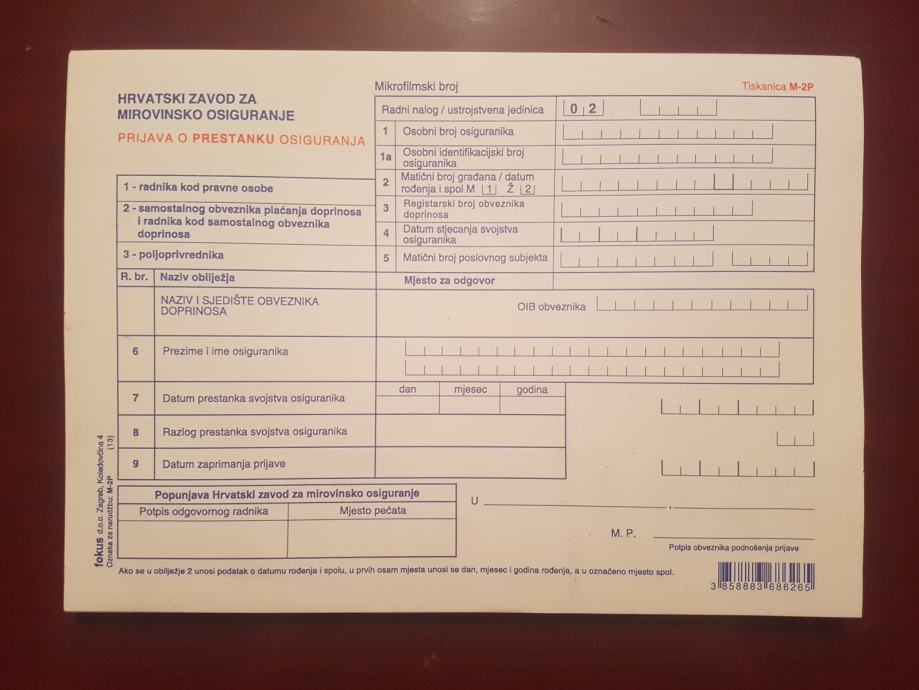 HRVATSKI ZAVOD ZA
MIROVINSKO OSIGURANJE
PRIJAVA O PRESTANKU OSIGURANJA
1 - radnika kod pravne osobe
2 - samostalnog obveznika plaćanja doprinosa
i radnika kod samostalnog obveznika
doprinosa
3 - poljoprivrednika
Mikrofilmski broj
Tiskanica M-2P
Radni nalog / ustrojstvena jedinica 0 2
1 Osobni broj osiguranika
1a Osobni identifikacijski broj
osiguranika
2 Matični broj građana / datum
rođenja i spol M 1 Ž 2
3 Registarski broj obveznika
doprinosa
4 Datum stjecanja svojstva
osiguranika
5 Matični broj poslovnog subjekta
R. br. Naziv obilježja Mjesto za odgovor
NAZIV I SJEDIŠTE OBVEZNIKA
DOPRINOSA
OIB obveznika
6 Prezime i ime osiguranika
dan mjesec godina
7 Datum prestanka svojstva osiguranika
8 Razlog prestanka svojstva osiguranika
9 Datum zaprimanja prijave
Popunjava Hrvatski zavod za mirovinsko osiguranje
Potpis odgovornog radnika Mjesto pečata
U ,
M. P.
Potpis obveznika podnošenja prijave
Ako se u obilježje 2 unosi podatak o datumu rođenja i spolu, u prvih osam mjesta unosi se dan, mjesec i godina rođenja, a u označeno mjesto spol.
3 858883 686265
fokus d.o.o. Zagreb, Koledovčina 4
Oznaka za narudžbu: M-2P (13)